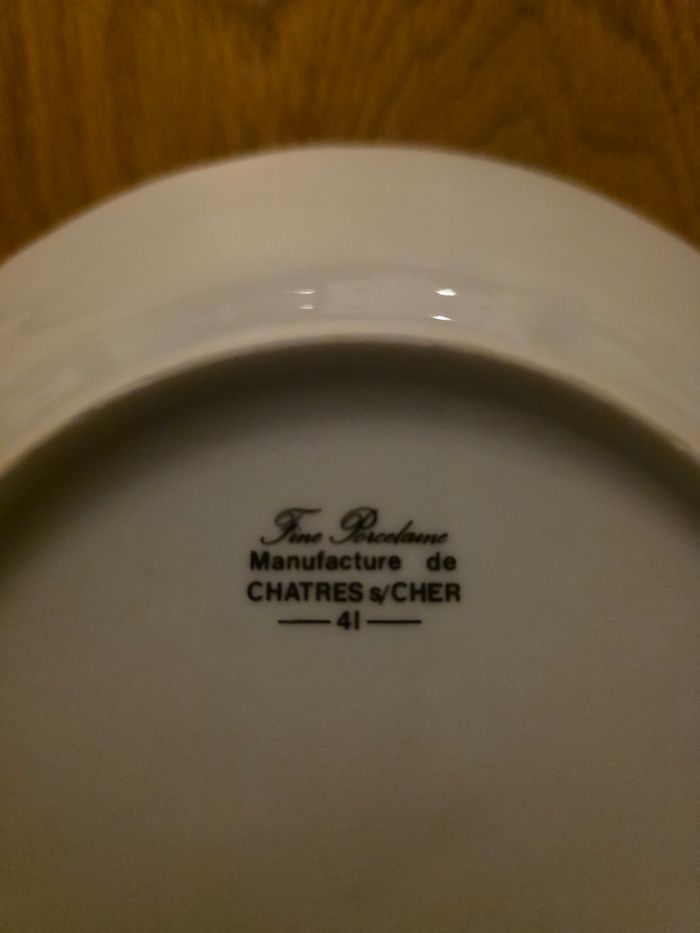 Fine Porcelaine
Manufacture de
CHATRES s/CHER
41